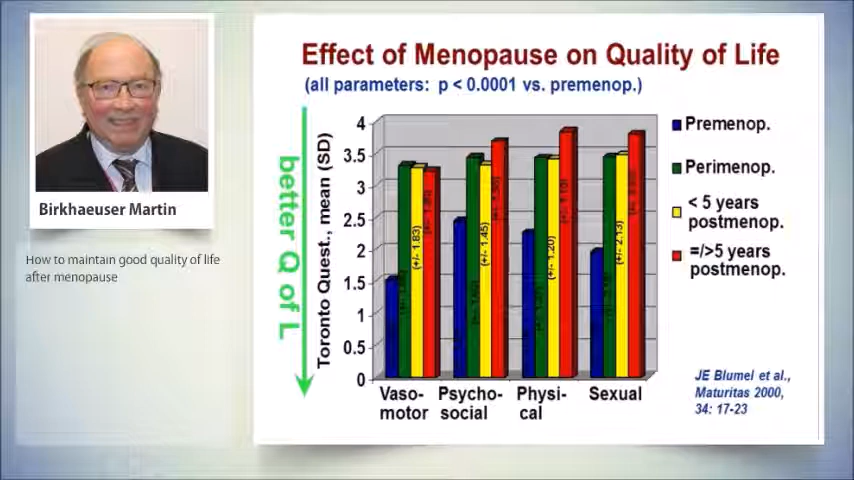 Birkhaeuser Martin
How to maintain good quality of life
after menopause
Effect of Menopause on Quality of Life
(all parameters:  p < 0.0001 vs. premenop.)
better Q of L
Toronto Quest., mean (SD)
4
3.5
3
2.5
2
1.5
1
0.5
0
(+/- 1.83)
(+/- 1.45)
(+/- 1.20)
(+/- 2.13)
Vaso-
motor
Psycho-
social
Physi-
cal
Sexual
Premenop.
Perimenop.
< 5 years
postmenop.
=/>5 years
postmenop.
JE Blumel et al.,
Maturitas 2000,
34: 17-23